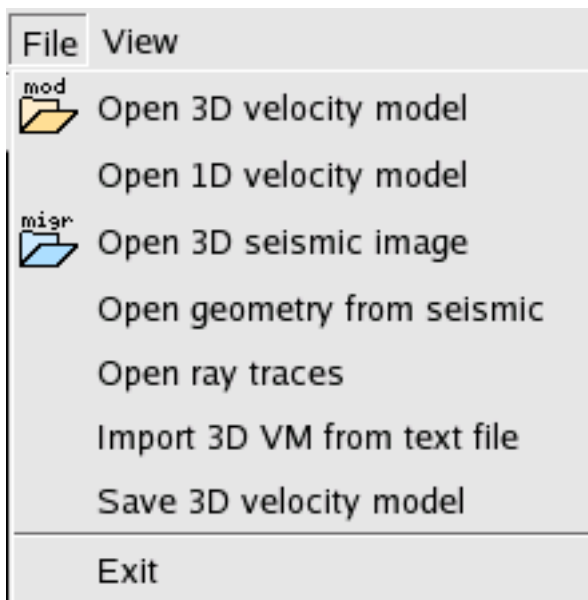 File View
mod
Open 3D velocity model
Open 1D velocity model
migr
Open 3D seismic image
Open geometry from seismic
Open ray traces
Import 3D VM from text file
Save 3D velocity model
Exit